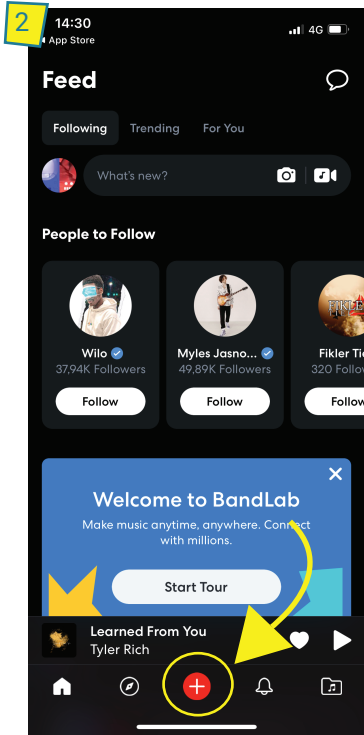 2
14:30
4G
App Store
Feed
Following Trending For You
What's new?
People to Follow
Wilo Myles Jasno... Fikler Tie
37,94K Followers 49,89K Followers 320 Follow
Follow Follow Follow
Welcome to BandLab
Make music anytime, anywhere. Connect
with millions.
Start Tour
Learned From You
Tyler Rich